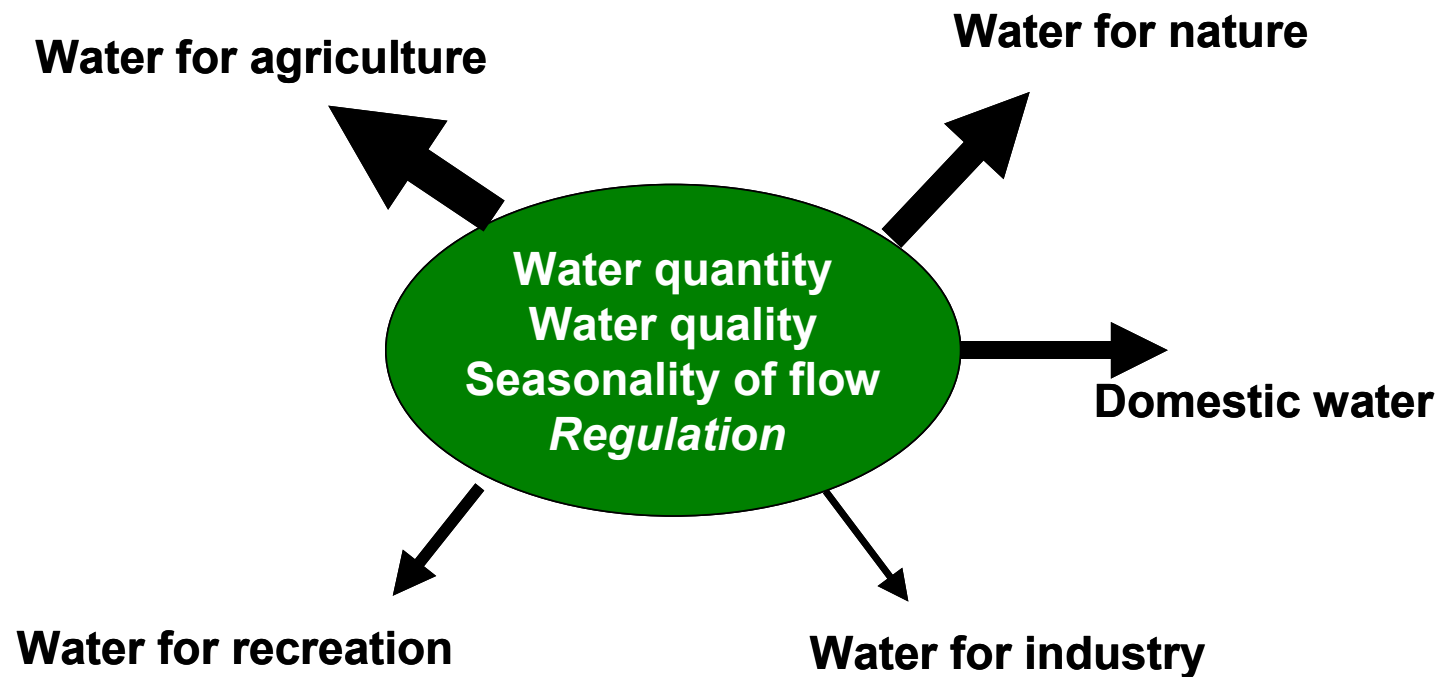 Water for agriculture
Water for nature
Water quantity
Water quality
Seasonality of flow
Regulation
Domestic water
Water for recreation
Water for industry